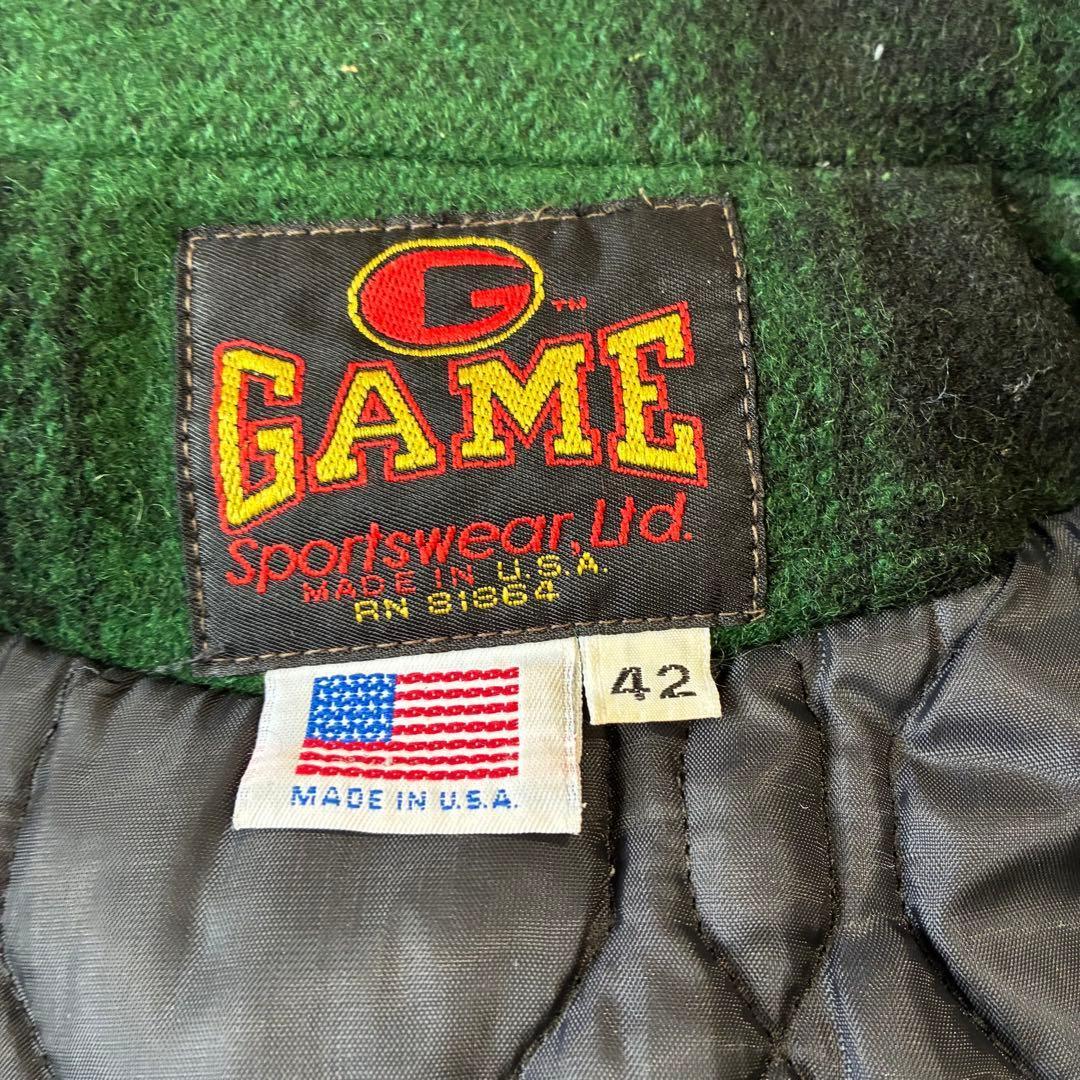 G TM
GAME
Sportswear, Ltd.
MADE IN U.S.A.
RN 81864
42
MADE IN U.S.A.